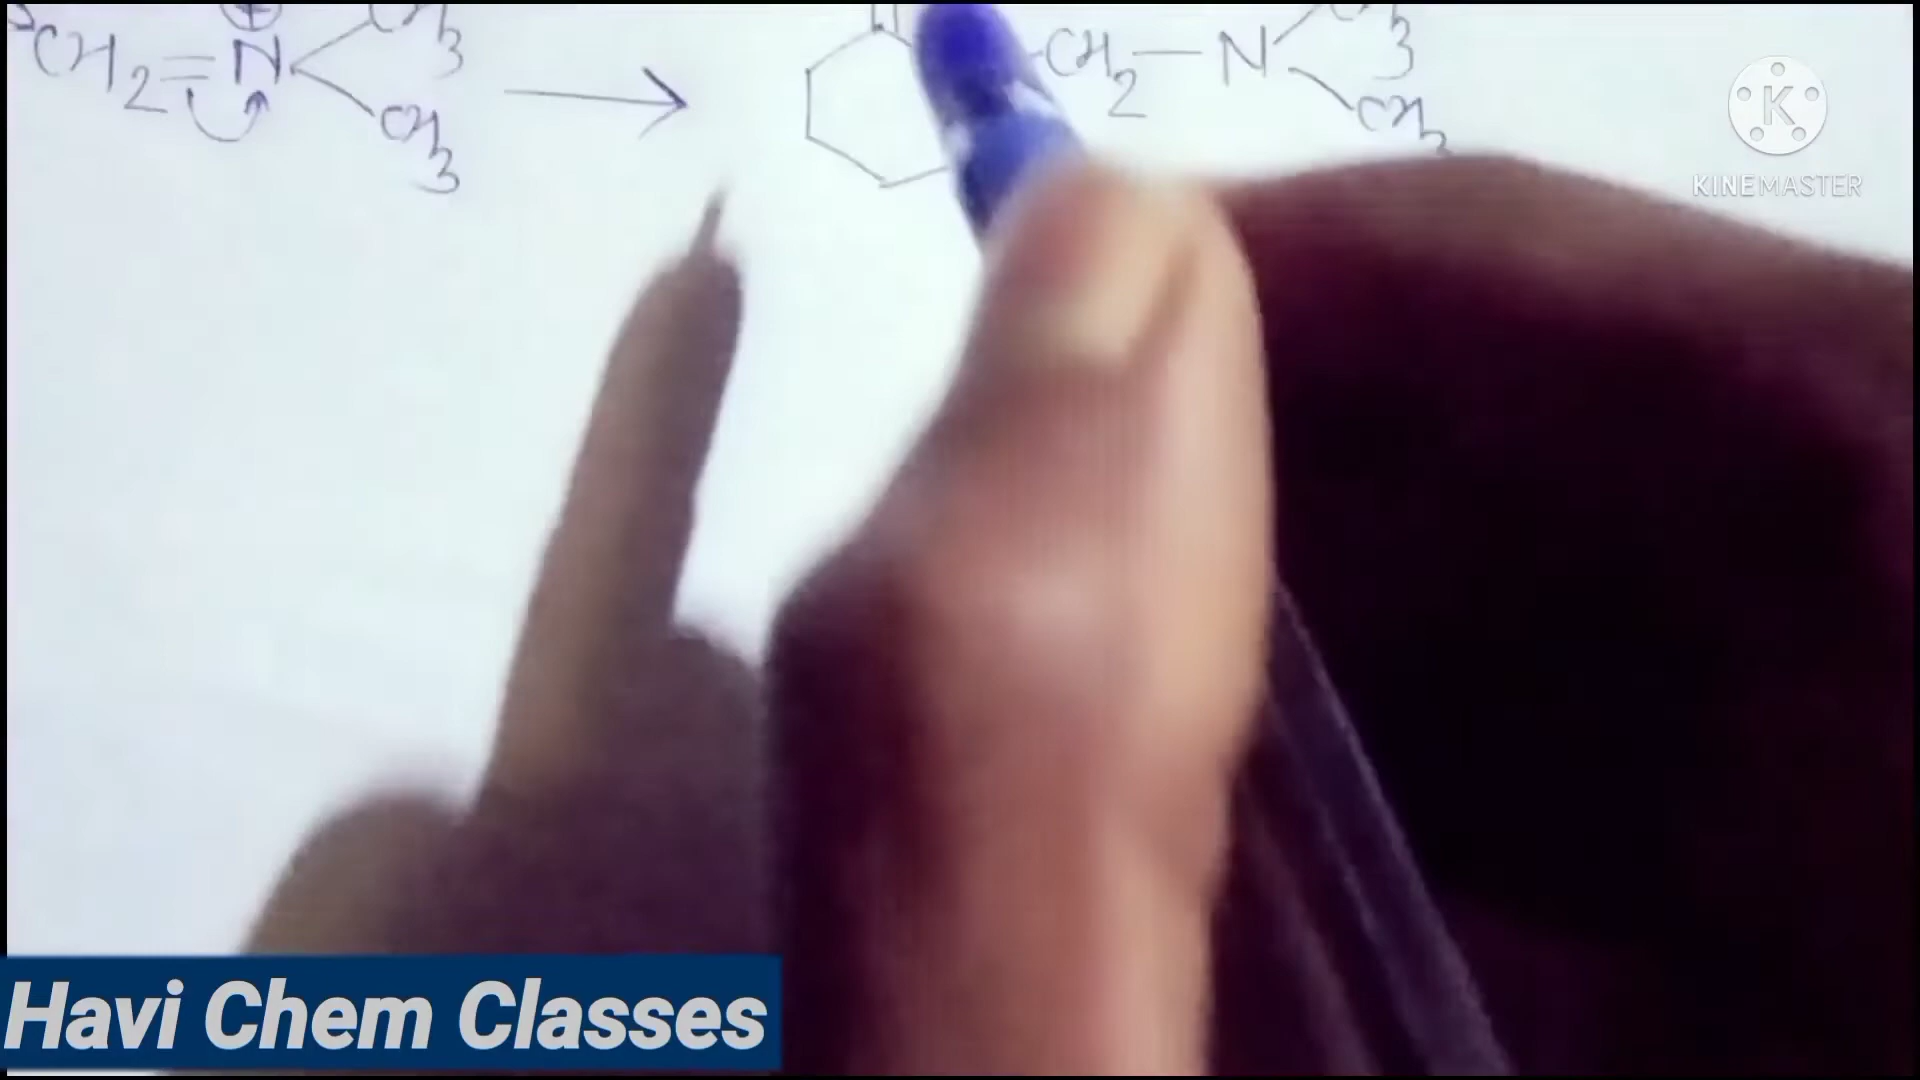 CH2=N⊕ CH3 CH3 → CH2—N CH3 CH3
K
KINEMASTER
Havi Chem Classes